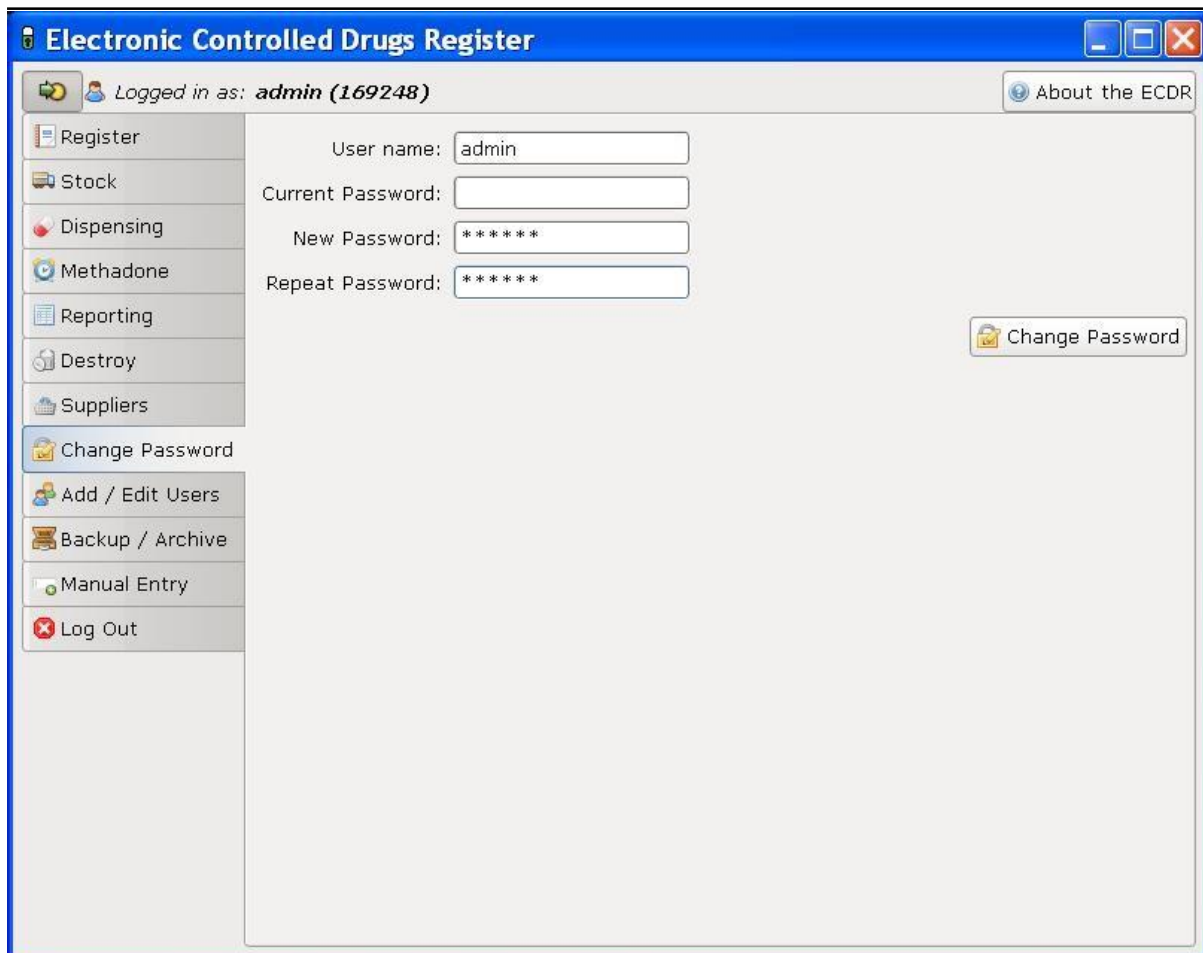 Electronic Controlled Drugs Register
Logged in as: admin (169248)
About the ECDR
Register
Stock
Dispensing
Methadone
Reporting
Destroy
Suppliers
Change Password
Add / Edit Users
Backup / Archive
Manual Entry
Log Out
User name: admin
Current Password:
New Password: ******
Repeat Password: ******
Change Password